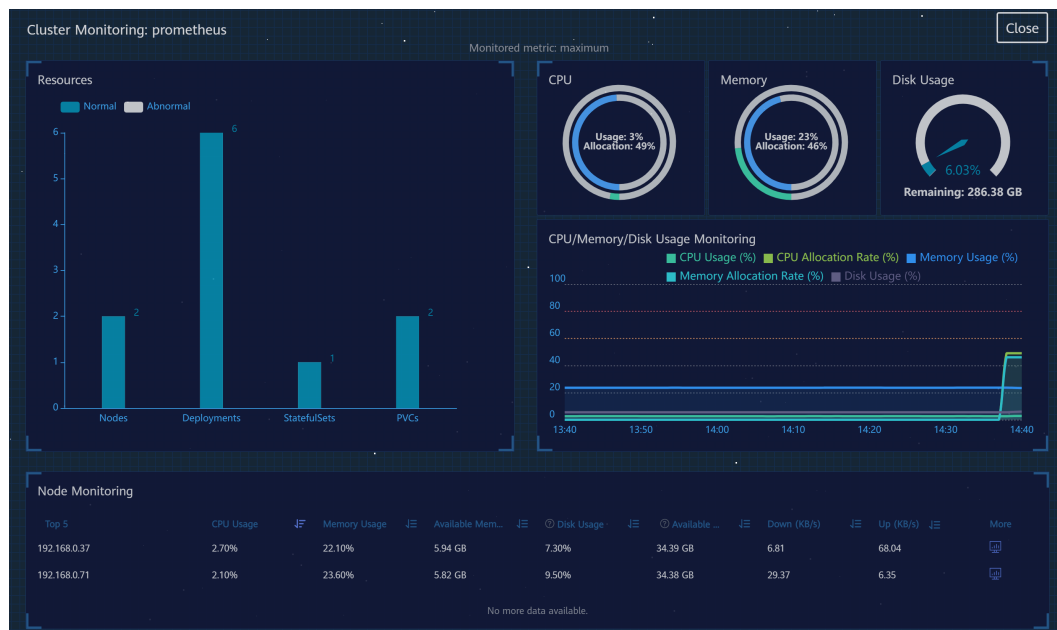 Cluster Monitoring: prometheus
Close
Monitored metric: maximum
Resources
Normal Abnormal
6
5
4
3
2
1
0
2
6
1
2
Nodes Deployments StatefulSets PVCs
CPU
Usage: 3%
Allocation: 49%
Memory
Usage: 23%
Allocation: 46%
Disk Usage
6.03%
Remaining: 286.38 GB
CPU/Memory/Disk Usage Monitoring
CPU Usage (%) CPU Allocation Rate (%) Memory Usage (%)
Memory Allocation Rate (%) Disk Usage (%)
100
80
60
40
20
0
13:40 13:50 14:00 14:10 14:20 14:30 14:40
Node Monitoring
Top 5 CPU Usage Memory Usage Available Mem... Disk Usage Available ... Down (KB/s) Up (KB/s) More
192.168.0.37 2.70% 22.10% 5.94 GB 7.30% 34.39 GB 6.81 68.04
192.168.0.71 2.10% 23.60% 5.82 GB 9.50% 34.38 GB 29.37 6.35
No more data available.